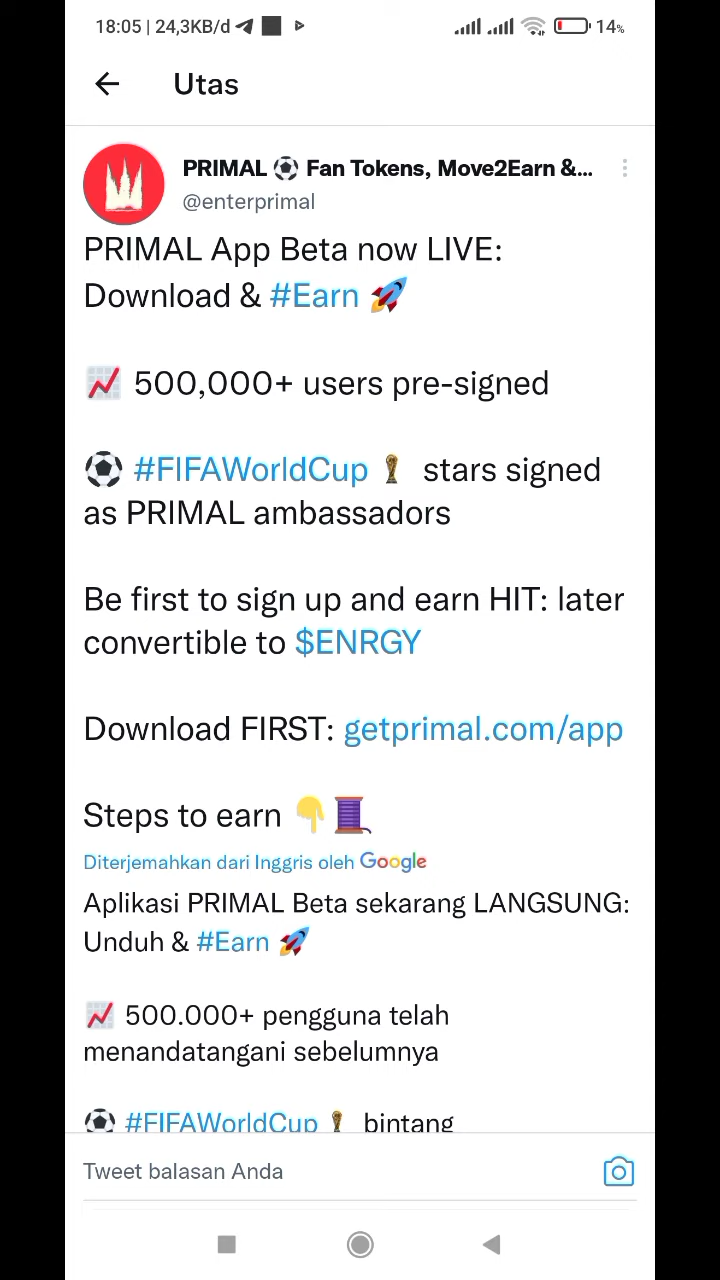 18:05 | 24,3KB/d
14%
Utas
PRIMAL ⚽ Fan Tokens, Move2Earn &...
@enterprimal
PRIMAL App Beta now LIVE:
Download & #Earn 🚀
📈 500,000+ users pre-signed
⚽ #FIFAWorldCup 🏆 stars signed
as PRIMAL ambassadors
Be first to sign up and earn HIT: later
convertible to $ENRGY
Download FIRST: getprimal.com/app
Steps to earn 👇🧵
Diterjemahkan dari Inggris oleh Google
Aplikasi PRIMAL Beta sekarang LANGSUNG:
Unduh & #Earn 🚀
📈 500.000+ pengguna telah
menandatangani sebelumnya
⚽ #FIFAWorldCup 🏆 bintang
Tweet balasan Anda